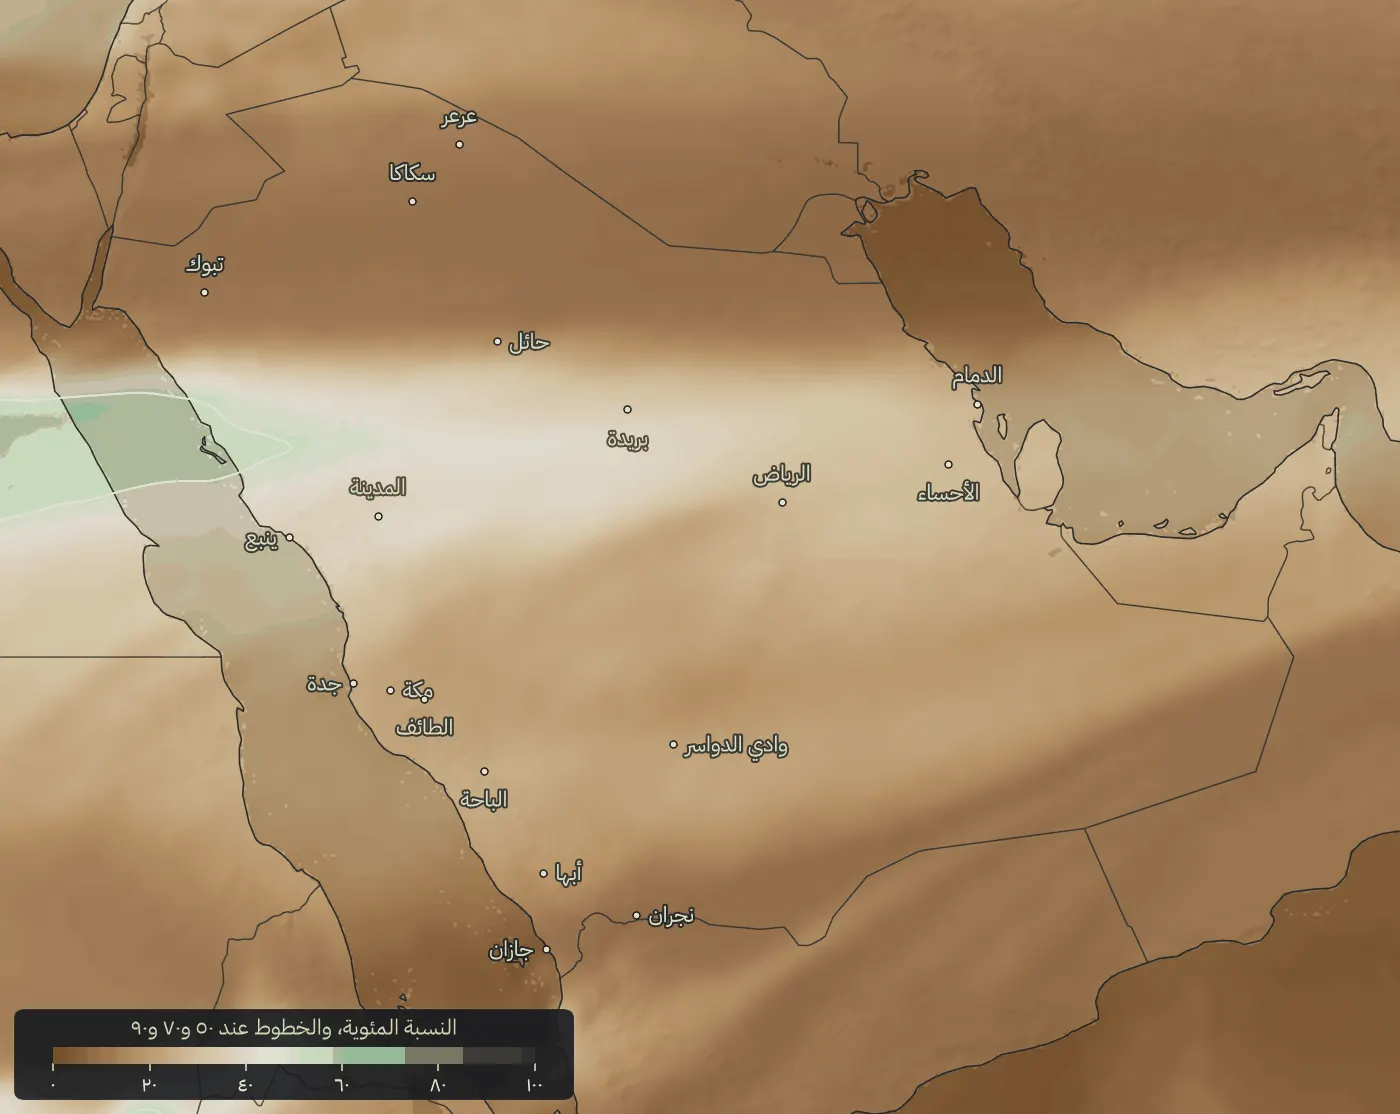 عرعر
سكاكا
تبوك
حائل
الدمام
بريدة
الرياض
المدينة
الأحساء
ينبع
جدة
مكة
الطائف
وادي الدواسر
الباحة
أبها
نجران
جازان
النسبة المئوية، والخطوط عند ٥٠ و٧٠ و٩٠
٠ ٢٠ ٤٠ ٦٠ ٨٠ ١٠٠